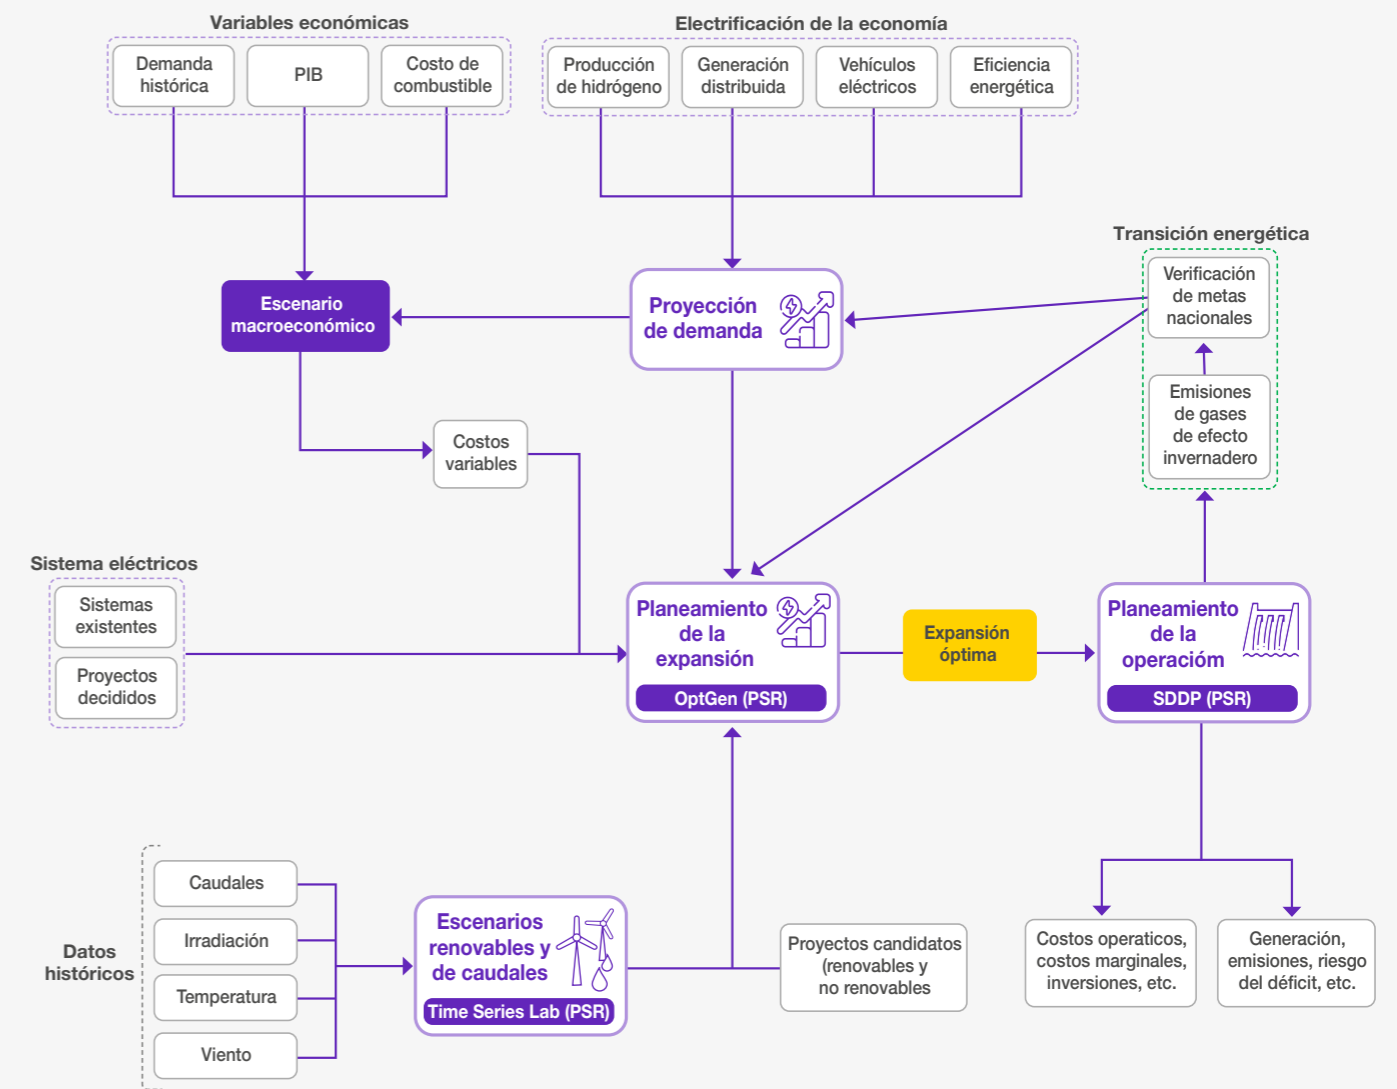 Variables económicas
Demanda
histórica
PIB
Costo de
combustible
Electrificación de la economía
Producción
de hidrógeno
Generación
distribuida
Vehículos
eléctricos
Eficiencia
energética
Transición energética
Verificación
de metas
nacionales
Emisiones
de gases
de efecto
invernadero
Escenario
macroeconómico
Proyección
de demanda
Costos
variables
Sistema eléctricos
Sistemas
existentes
Proyectos
decididos
Planeamiento
de la
expansión
OptGen (PSR)
Expansión
óptima
Planeamiento
de la
operacióm
SDDP (PSR)
Datos
históricos
Caudales
Irradiación
Temperatura
Viento
Escenarios
renovables y
de caudales
Time Series Lab (PSR)
Proyectos candidatos
(renovables y
no renovables
Costos operaticos,
costos marginales,
inversiones, etc.
Generación,
emisiones, riesgo
del déficit, etc.